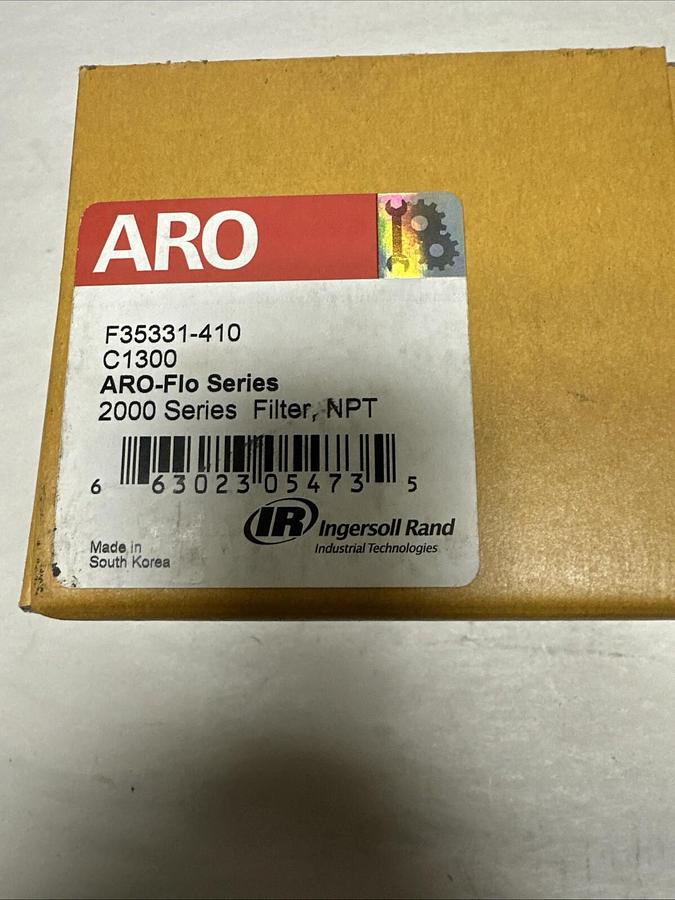 ARO
F35331-410
C1300
ARO-Flo Series
2000 Series Filter, NPT
6 63023 05473 5
IR Ingersoll Rand
Industrial Technologies
Made in
South Korea